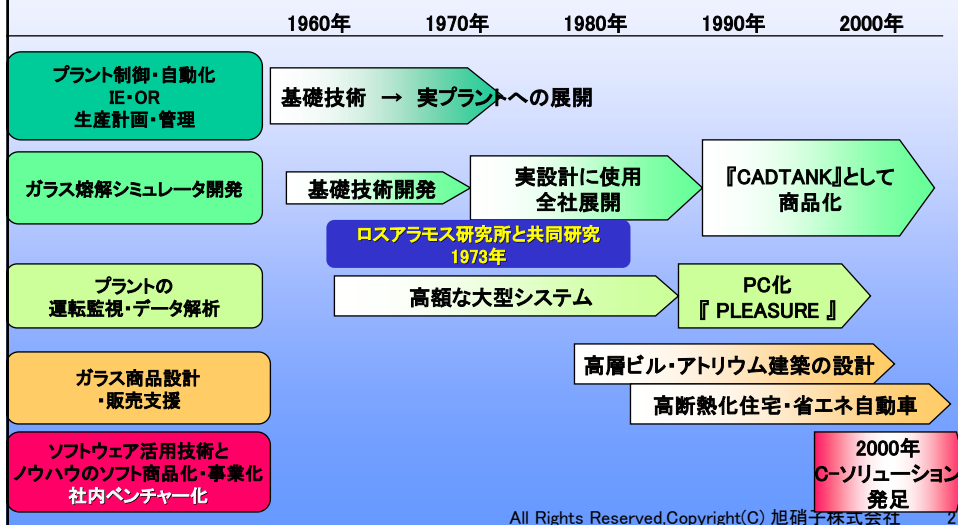 1960年 1970年 1980年 1990年 2000年
プラント制御・自動化
IE・OR
生産計画・管理
基礎技術 → 実プラントへの展開
ガラス熔解シミュレータ開発
基礎技術開発
実設計に使用
全社展開
『CADTANK』として
商品化
ロスアラモス研究所と共同研究
1973年
プラントの
運転監視・データ解析
高額な大型システム
PC化
『 PLEASURE 』
ガラス商品設計
・販売支援
高層ビル・アトリウム建築の設計
高断熱化住宅・省エネ自動車
ソフトウェア活用技術と
ノウハウのソフト商品化・事業化
社内ベンチャー化
2000年
C-ソリューション
発足
All Rights Reserved,Copyright(C) 旭硝子株式会社 2